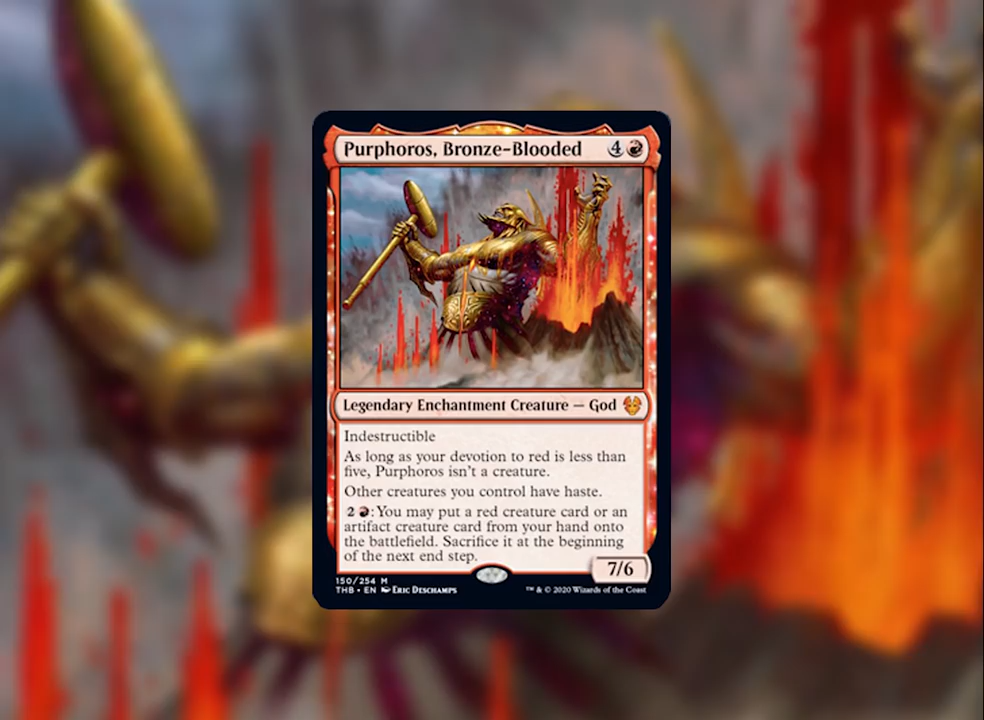 Purphoros, Bronze-Blooded 4
Legendary Enchantment Creature — God
Indestructible
As long as your devotion to red is less than
five, Purphoros isn't a creature.
Other creatures you control have haste.
2 : You may put a red creature card or an
artifact creature card from your hand onto
the battlefield. Sacrifice it at the beginning
of the next end step.
7/6
150/254 M
THB • EN Eric Deschamps
™ & © 2020 Wizards of the Coast